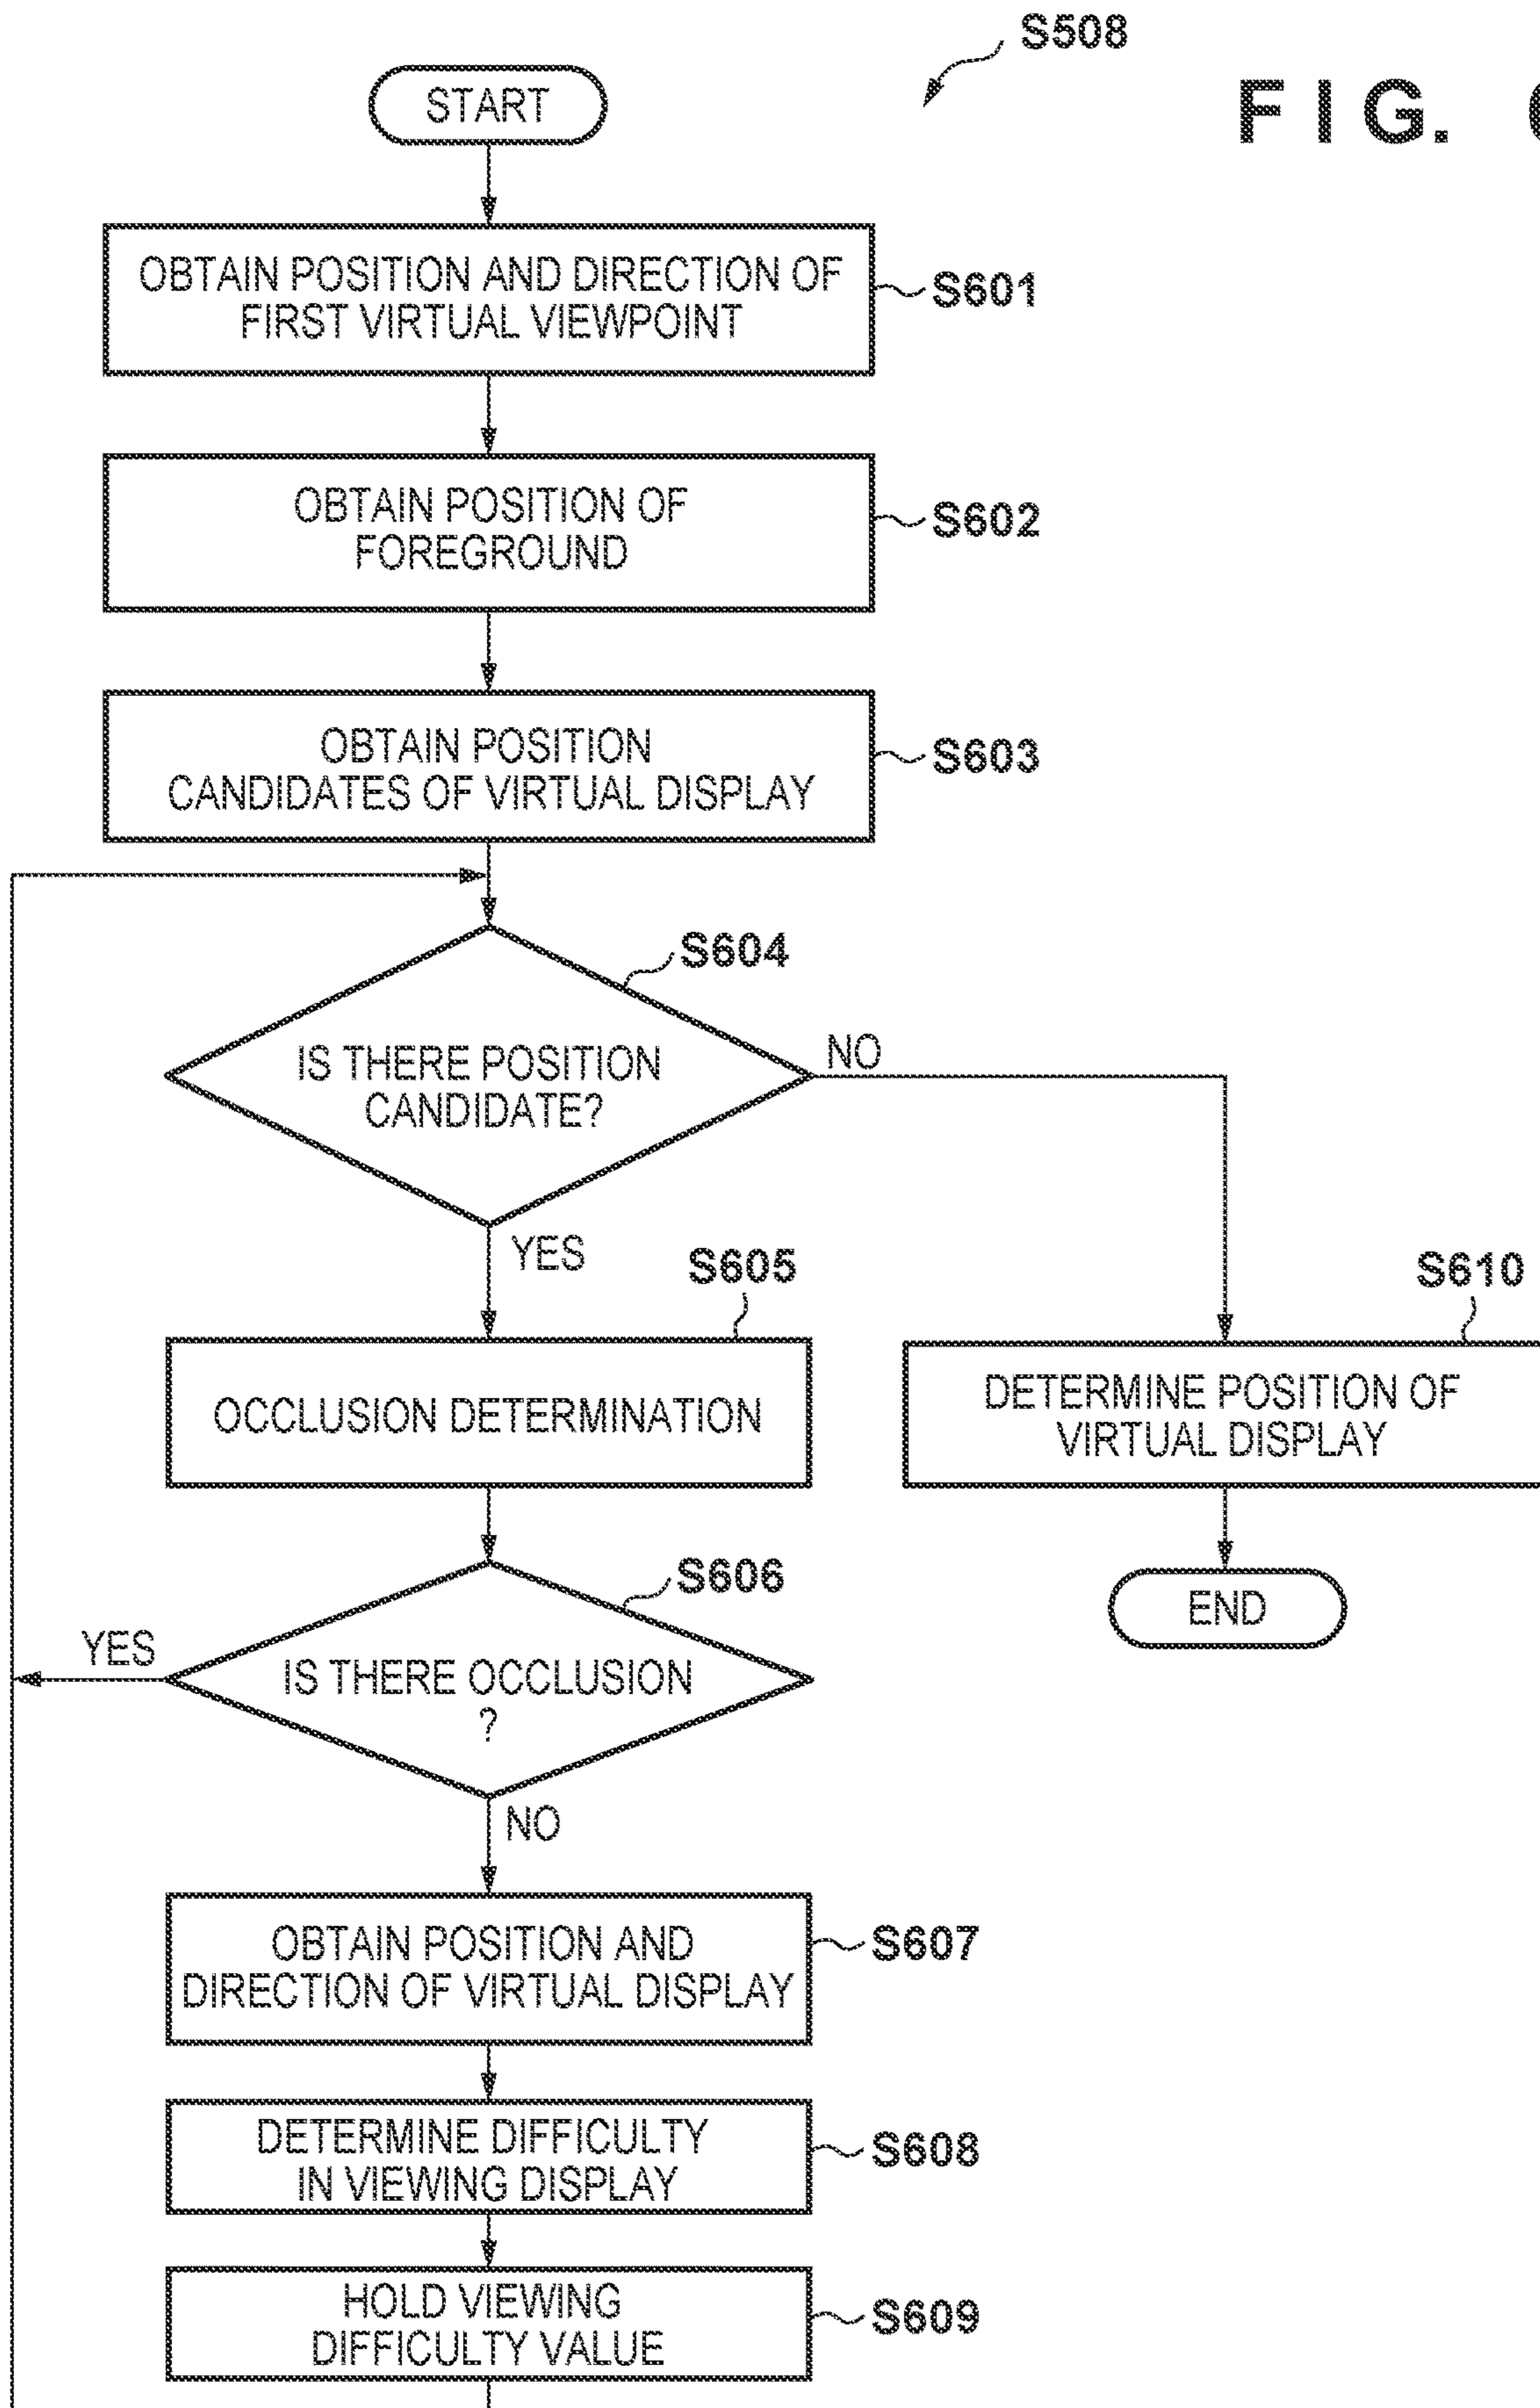 S508
FIG. 6
START
OBTAIN POSITION AND DIRECTION OF
FIRST VIRTUAL VIEWPOINT
S601
OBTAIN POSITION OF
FOREGROUND
S602
OBTAIN POSITION
CANDIDATES OF VIRTUAL DISPLAY
S603
S604
IS THERE POSITION
CANDIDATE?
NO
YES
S605
S610
OCCLUSION DETERMINATION
DETERMINE POSITION OF
VIRTUAL DISPLAY
S606
END
YES
IS THERE OCCLUSION
?
NO
OBTAIN POSITION AND
DIRECTION OF VIRTUAL DISPLAY
S607
DETERMINE DIFFICULTY
IN VIEWING DISPLAY
S608
HOLD VIEWING
DIFFICULTY VALUE
S609